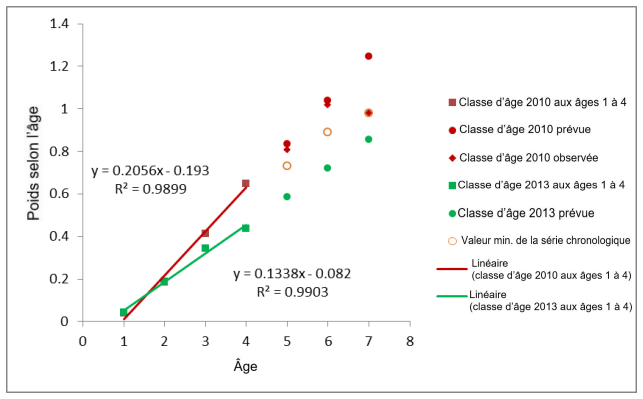 1.4
1.2
1
0.8
0.6
0.4
0.2
0
0 1 2 3 4 5 6 7 8
Poids selon l'âge
Âge
y = 0.2056x - 0.193
R² = 0.9899
y = 0.1338x - 0.082
R² = 0.9903
Classe d'âge 2010 aux âges 1 à 4
Classe d'âge 2010 prévue
Classe d'âge 2010 observée
Classe d'âge 2013 aux âges 1 à 4
Classe d'âge 2013 prévue
Valeur min. de la série chronologique
Linéaire
(classe d'âge 2010 aux âges 1 à 4)
Linéaire
(classe d'âge 2013 aux âges 1 à 4)